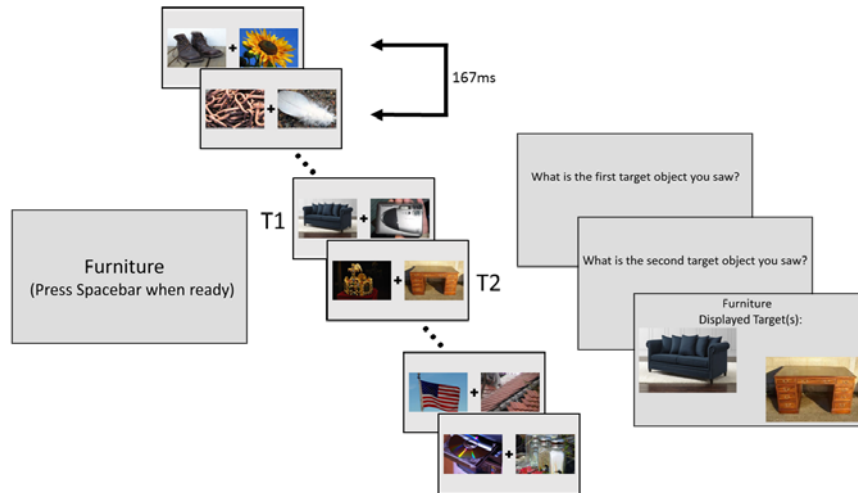 167ms
T1
T2
Furniture
(Press Spacebar when ready)
What is the first target object you saw?
What is the second target object you saw?
Furniture
Displayed Target(s):